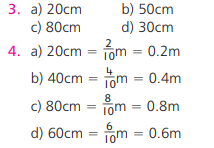 3. a) 20cm b) 50cm
c) 80cm d) 30cm
4. a) 20cm = 2/10m = 0.2m
b) 40cm = 4/10m = 0.4m
c) 80cm = 8/10m = 0.8m
d) 60cm = 6/10m = 0.6m